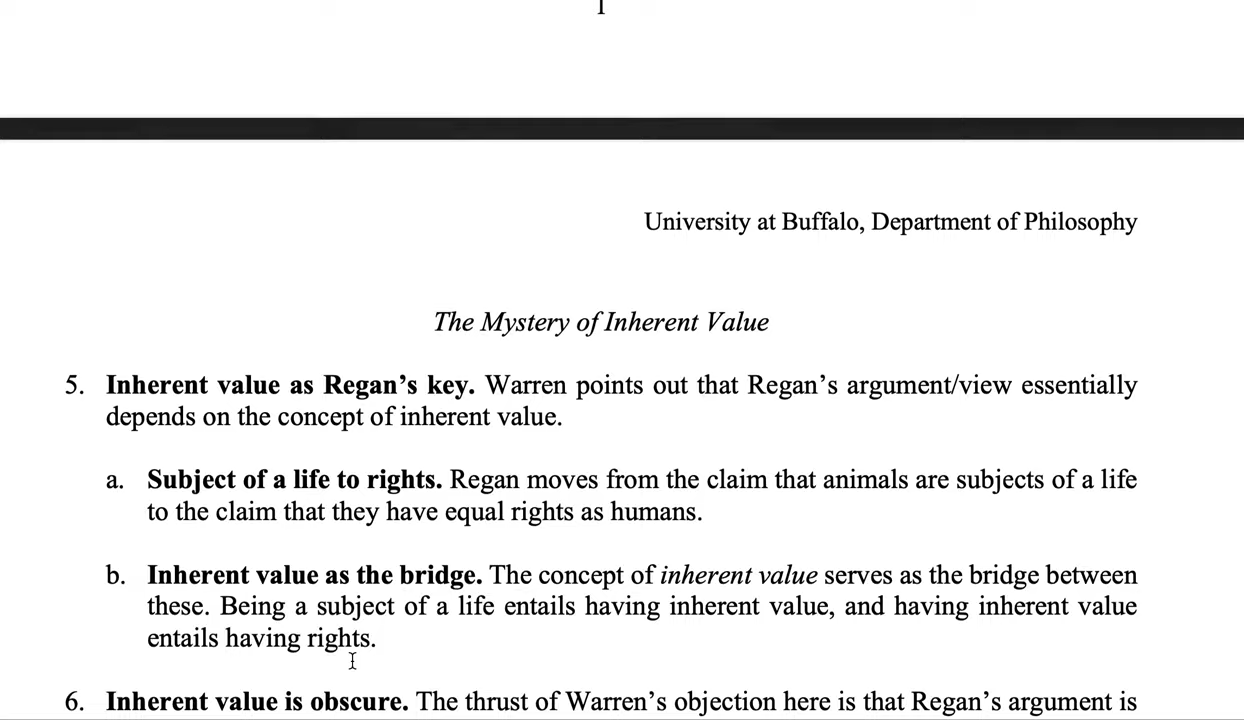 1
University at Buffalo, Department of Philosophy
The Mystery of Inherent Value
5. Inherent value as Regan’s key. Warren points out that Regan’s argument/view essentially
depends on the concept of inherent value.
a. Subject of a life to rights. Regan moves from the claim that animals are subjects of a life
to the claim that they have equal rights as humans.
b. Inherent value as the bridge. The concept of inherent value serves as the bridge between
these. Being a subject of a life entails having inherent value, and having inherent value
entails having rights.
6. Inherent value is obscure. The thrust of Warren’s objection here is that Regan’s argument is